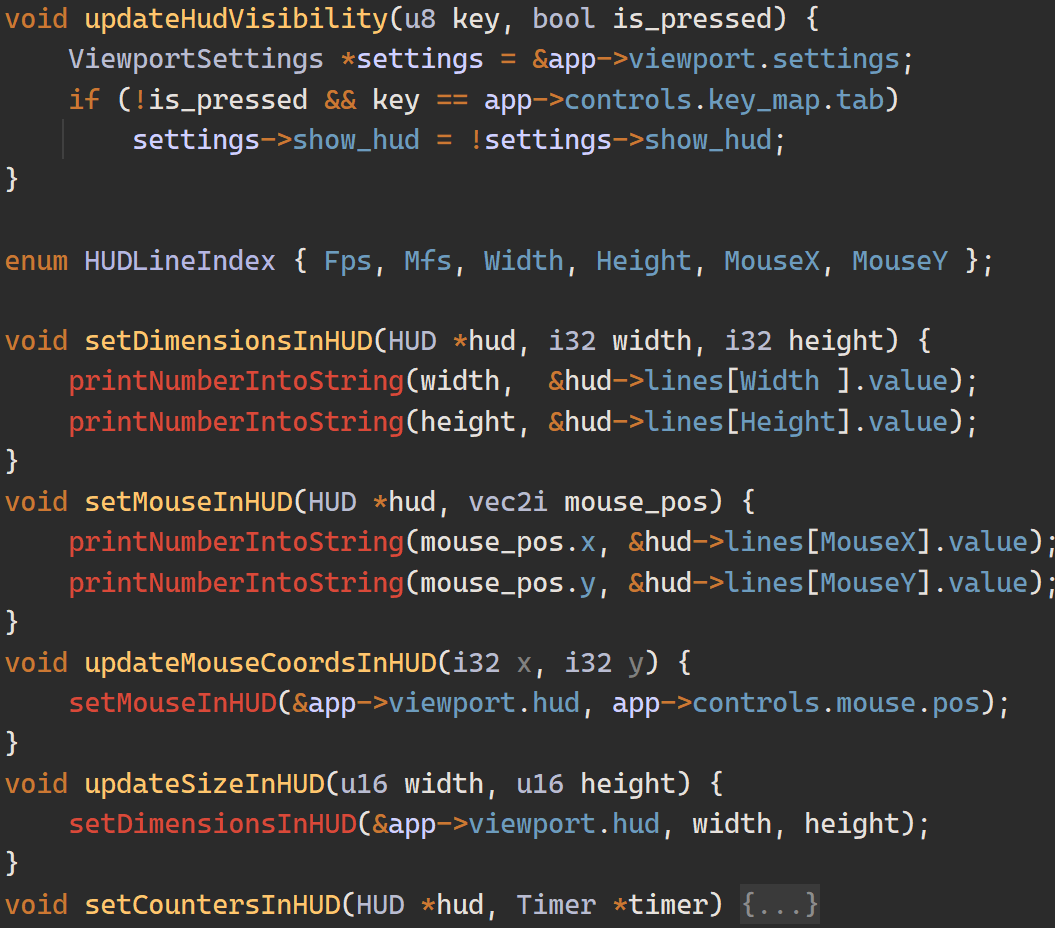 void updateHudVisibility(u8 key, bool is_pressed) {
    ViewportSettings *settings = &app->viewport.settings;
    if (!is_pressed && key == app->controls.key_map.tab)
        settings->show_hud = !settings->show_hud;
}

enum HUDLineIndex { Fps, Mfs, Width, Height, MouseX, MouseY };

void setDimensionsInHUD(HUD *hud, i32 width, i32 height) {
    printNumberIntoString(width,  &hud->lines[Width ].value);
    printNumberIntoString(height, &hud->lines[Height].value);
}
void setMouseInHUD(HUD *hud, vec2i mouse_pos) {
    printNumberIntoString(mouse_pos.x, &hud->lines[MouseX].value);
    printNumberIntoString(mouse_pos.y, &hud->lines[MouseY].value);
}
void updateMouseCoordsInHUD(i32 x, i32 y) {
    setMouseInHUD(&app->viewport.hud, app->controls.mouse.pos);
}
void updateSizeInHUD(u16 width, u16 height) {
    setDimensionsInHUD(&app->viewport.hud, width, height);
}
void setCountersInHUD(HUD *hud, Timer *timer) {...}